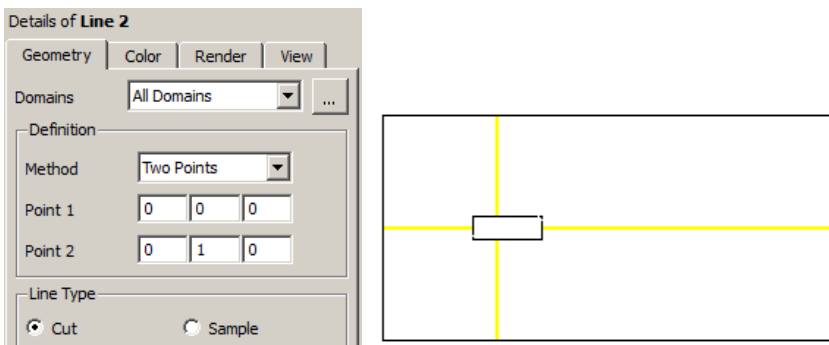 Details of Line 2
Geometry Color Render View
Domains All Domains ...
Definition
Method Two Points
Point 1 0 0 0
Point 2 0 1 0
Line Type
Cut Sample